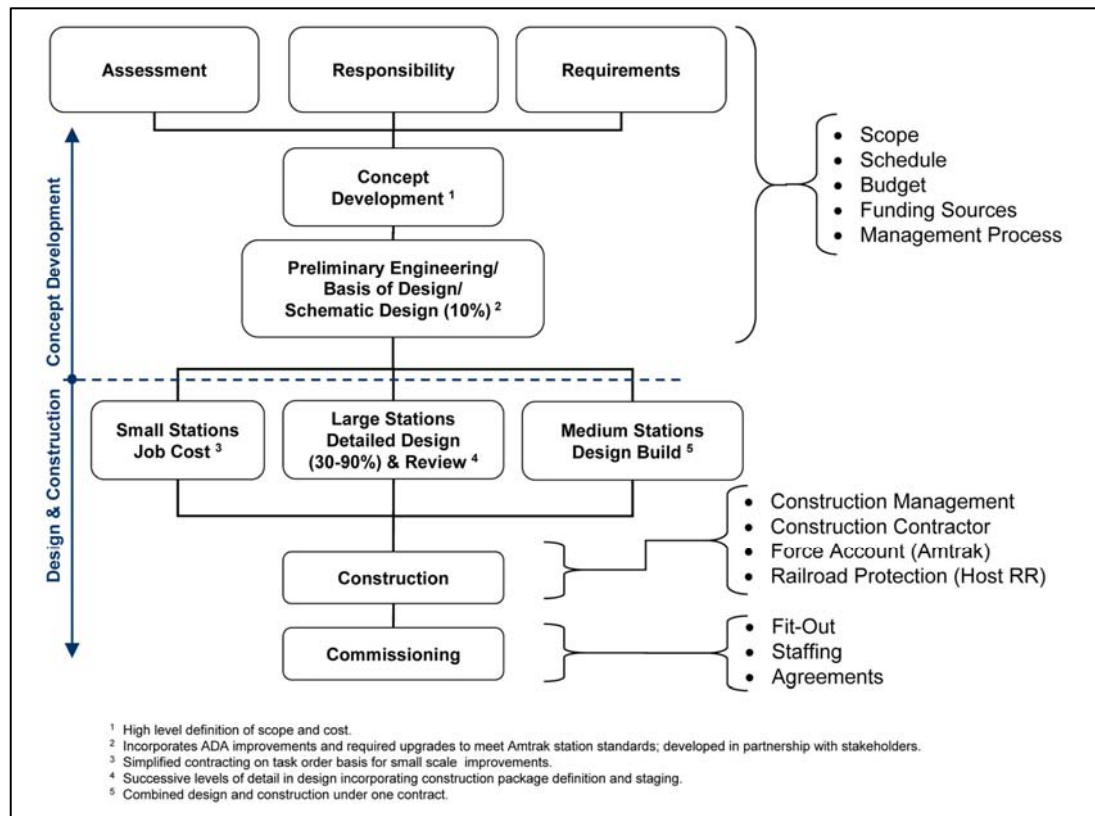 Assessment
Responsibility
Requirements
• Scope
• Schedule
• Budget
• Funding Sources
• Management Process
Concept Development
Concept
Development ¹
Preliminary Engineering/
Basis of Design/
Schematic Design (10%) ²
Design & Construction
Small Stations
Job Cost ³
Large Stations
Detailed Design
(30-90%) & Review ⁴
Medium Stations
Design Build ⁵
Construction
• Construction Management
• Construction Contractor
• Force Account (Amtrak)
• Railroad Protection (Host RR)
Commissioning
• Fit-Out
• Staffing
• Agreements
¹ High level definition of scope and cost.
² Incorporates ADA improvements and required upgrades to meet Amtrak station standards; developed in partnership with stakeholders.
³ Simplified contracting on task order basis for small scale improvements.
⁴ Successive levels of detail in design incorporating construction package definition and staging.
⁵ Combined design and construction under one contract.